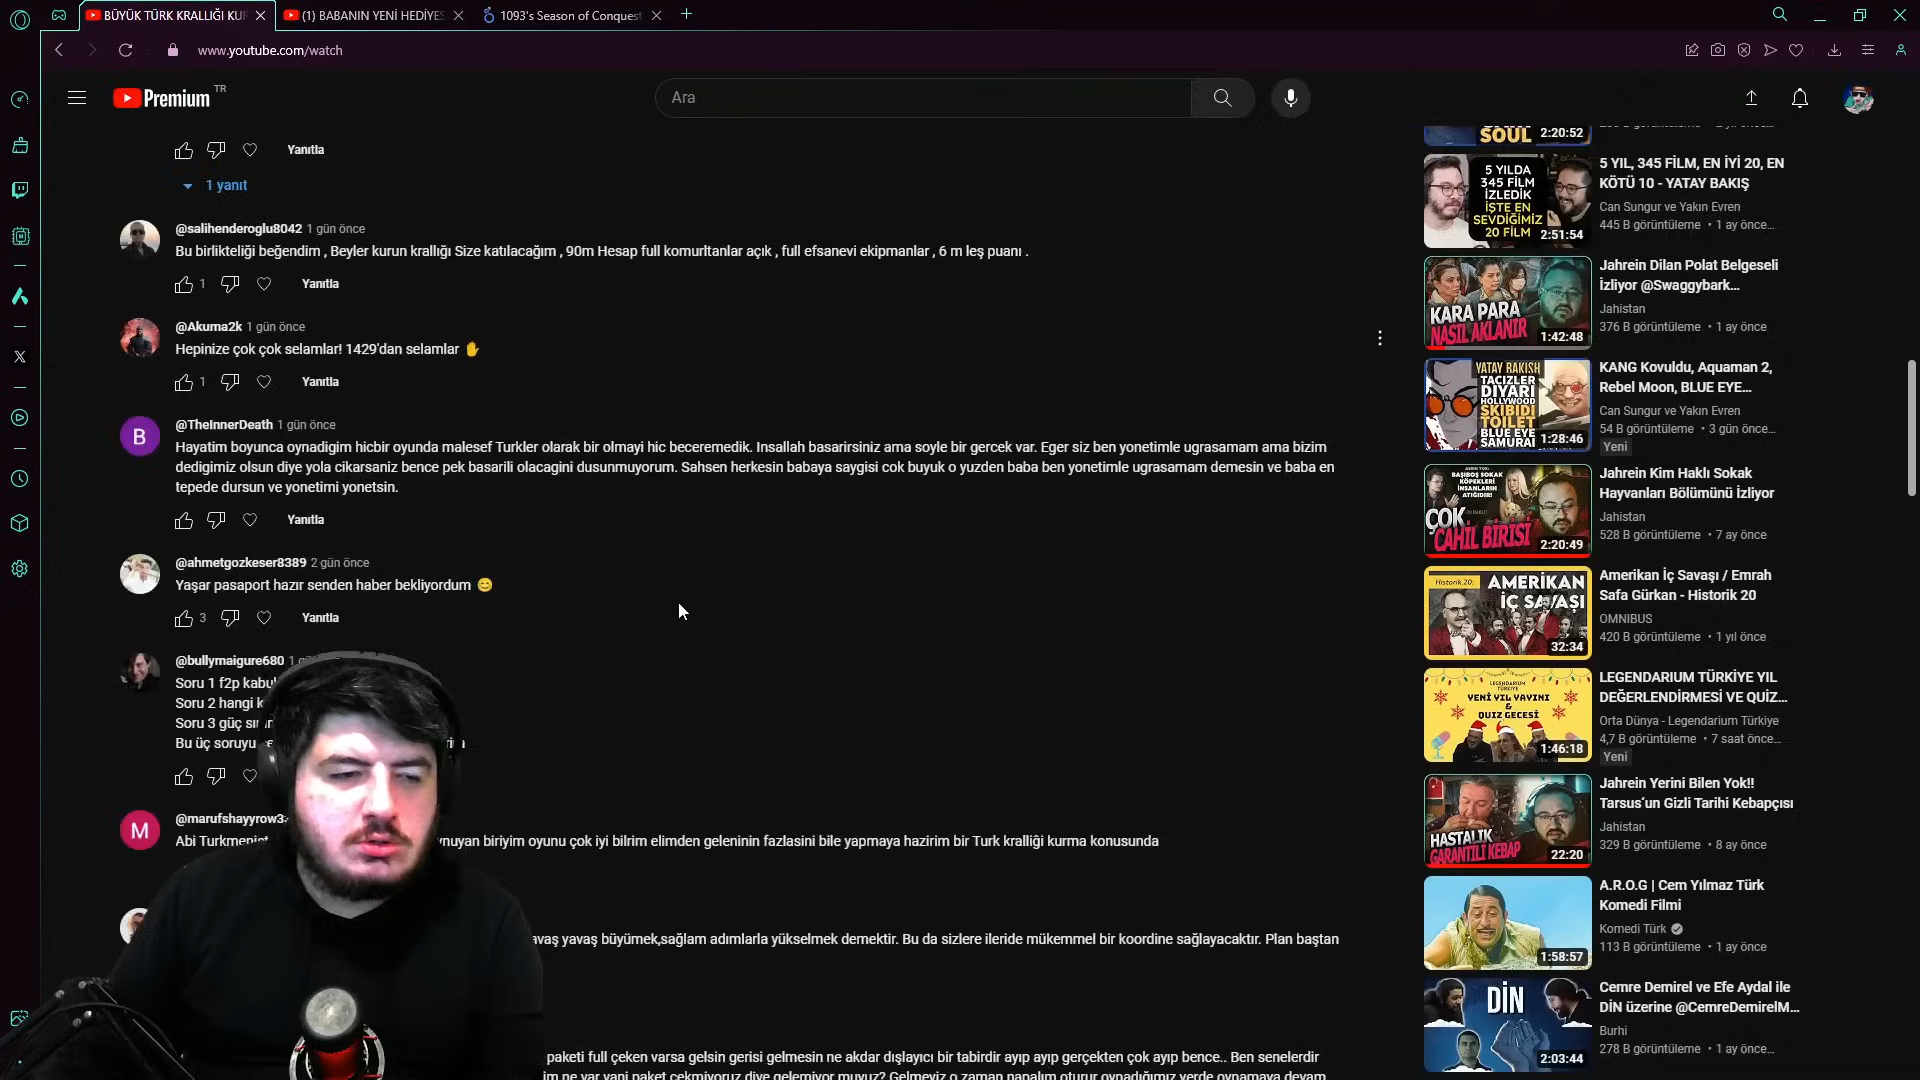 BÜYÜK TÜRK KRALLIĞI KUR
(1) BABANIN YENİ HEDİYES
1093's Season of Conquest
www.youtube.com/watch
Premium
TR
Ara
Yanıtla
1 yanıt
@salihenderoglu8042 1 gün önce
Bu birlikteliği beğendim , Beyler kurun krallığı Size katılacağım , 90m Hesap full komurltanlar açık , full efsanevi ekipmanlar , 6 m leş puanı .
1
Yanıtla
@Akuma2k 1 gün önce
Hepinize çok çok selamlar! 1429'dan selamlar ✋
1
Yanıtla
B
@TheInnerDeath 1 gün önce
Hayatim boyunca oynadigim hicbir oyunda malesef Turkler olarak bir olmayi hic beceremedik. Insallah basarirsiniz ama soyle bir gercek var. Eger siz ben yonetimle ugrasamam ama bizim
dedigimiz olsun diye yola cikarsaniz bence pek basarili olacagini dusunmuyorum. Sahsen herkesin babaya saygisi cok buyuk o yuzden baba ben yonetimle ugrasamam demesin ve baba en
tepede dursun ve yonetimi yonetsin.
Yanıtla
@ahmetgozkeser8389 2 gün önce
Yaşar pasaport hazır senden haber bekliyordum 😊
3
Yanıtla
@bullymaigure680
Soru 1 f2p kabul
Soru 2 hangi k
Soru 3 güç
Bu üç soruyu
M
@marufshayyrow3
Abi Turkmenist
biriyim oyunu çok iyi bilrim elimden geleninin fazlasini bile yapmaya hazirim bir Turk kralliği kurma konusunda
yavaş büyümek,sağlam adımlarla yükselmek demektir. Bu da sizlere ileride mükemmel bir koordine sağlayacaktır. Plan baştan
paketi full çeken varsa gelsin gerisi gelmesin ne akdar dışlayıcı bir tabirdir ayıp ayıp gerçekten çok ayıp bence.. Ben senelerdir
im ne var yani paket çekmiyoruz diye gelemiyor muyuz? Gelmeyiz o zaman napalım oturur oynadığımız yerde oynamaya devam
SOUL
2:20:52
5 YILDA
345 FİLM
İZLEDİK
İŞTE EN
SEVDİĞİMİZ
20 FİLM
2:51:54
5 YIL, 345 FİLM, EN İYİ 20, EN
KÖTÜ 10 - YATAY BAKIŞ
Can Sungur ve Yakın Evren
445 B görüntüleme • 1 ay önce...
KARA PARA
NASIL AKLANIR
1:42:48
Jahrein Dilan Polat Belgeseli
İzliyor @Swaggybark...
Jahistan
376 B görüntüleme • 1 ay önce
YATAY BAKISH
TACİZLER
DİYARI
HOLLYWOOD
SKIBIDI
TOILET
BLUE EYE
SAMURAI
1:28:46
KANG Kovuldu, Aquaman 2,
Rebel Moon, BLUE EYE...
Can Sungur ve Yakın Evren
54 B görüntüleme • 3 gün önce...
Yeni
ÇOK
CAHİL BİRİSİ
2:20:49
Jahrein Kim Haklı Sokak
Hayvanları Bölümünü İzliyor
Jahistan
528 B görüntüleme • 7 ay önce
Historik 20:
AMERİKAN
İÇ SAVAŞI
32:34
Amerikan İç Savaşı / Emrah
Safa Gürkan - Historik 20
OMNIBUS
420 B görüntüleme • 1 yıl önce
LEGENDARIUM TÜRKİYE
YENİ YIL YAYINI
&
QUIZ GECESİ
1:46:18
LEGENDARIUM TÜRKİYE YIL
DEĞERLENDİRMESİ VE QUİZ...
Orta Dünya - Legendarium Türkiye
4,7 B görüntüleme • 7 saat önce...
Yeni
HASTALIK
GARANTİLİ KEBAP
22:20
Jahrein Yerini Bilen Yok!!
Tarsus'un Gizli Tarihi Kebapçısı
Jahistan
329 B görüntüleme • 8 ay önce
1:58:57
A.R.O.G | Cem Yılmaz Türk
Komedi Filmi
Komedi Türk
113 B görüntüleme • 1 ay önce
DİN
2:03:44
Cemre Demirel ve Efe Aydal ile
DİN üzerine @CemreDemirelM...
Burhi
278 B görüntüleme • 1 ay önce...